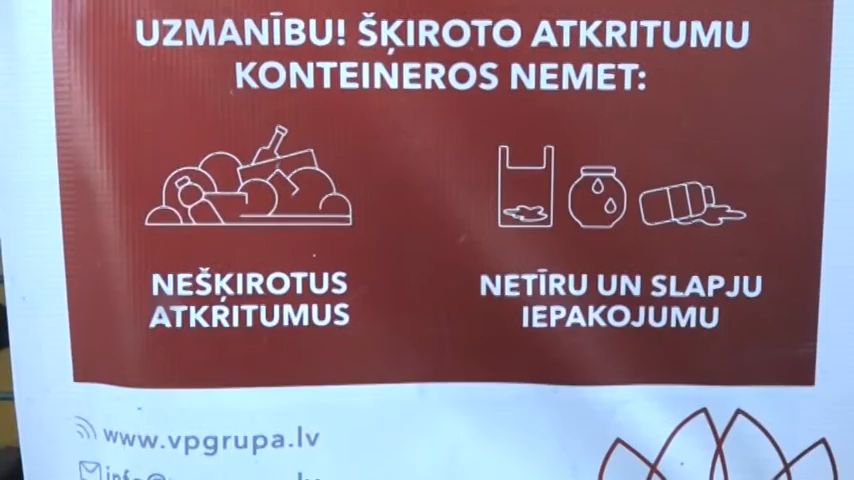 UZMANĪBU! ŠĶIROTO ATKRITUMU
KONTEINEROS NEMET:
NEŠĶIROTUS
ATKRITUMUS
NETĪRU UN SLAPJU
IEPAKOJUMU
www.vpgrupa.lv